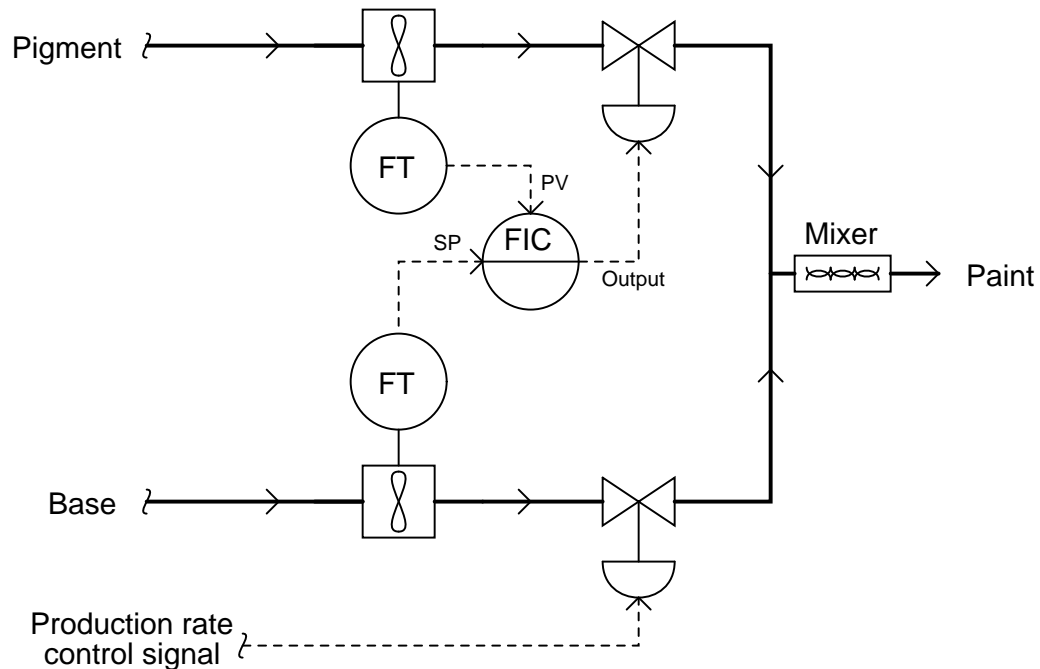 Pigment
FT
PV
FIC
SP
Output
Mixer
Paint
FT
Base
Production rate
control signal